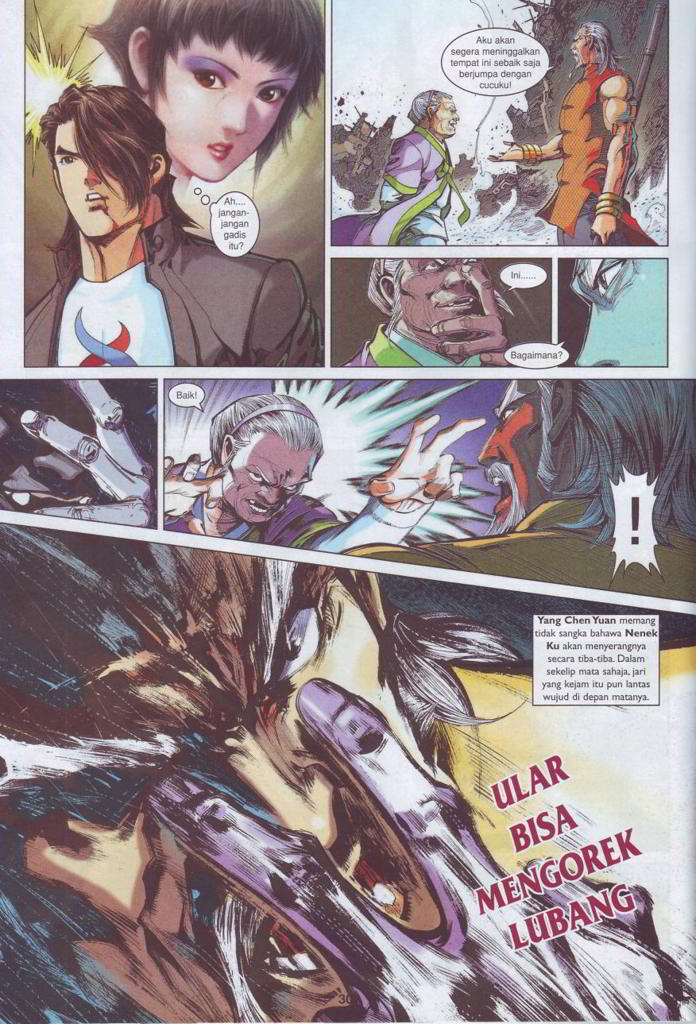 Ah....
jangan-
jangan
gadis
itu?
Aku akan
segera meninggalkan
tempat ini sebaik saja
berjumpa dengan
cucuku!
Ini......
Bagaimana?
Baik!
!
Yang Chen Yuan memang
tidak sangka bahawa Nenek
Ku akan menyerangnya
secara tiba-tiba. Dalam
sekelip mata sahaja, jari
yang kejam itu pun lantas
wujud di depan matanya.
ULAR
BISA
MENGOREK
LUBANG
30